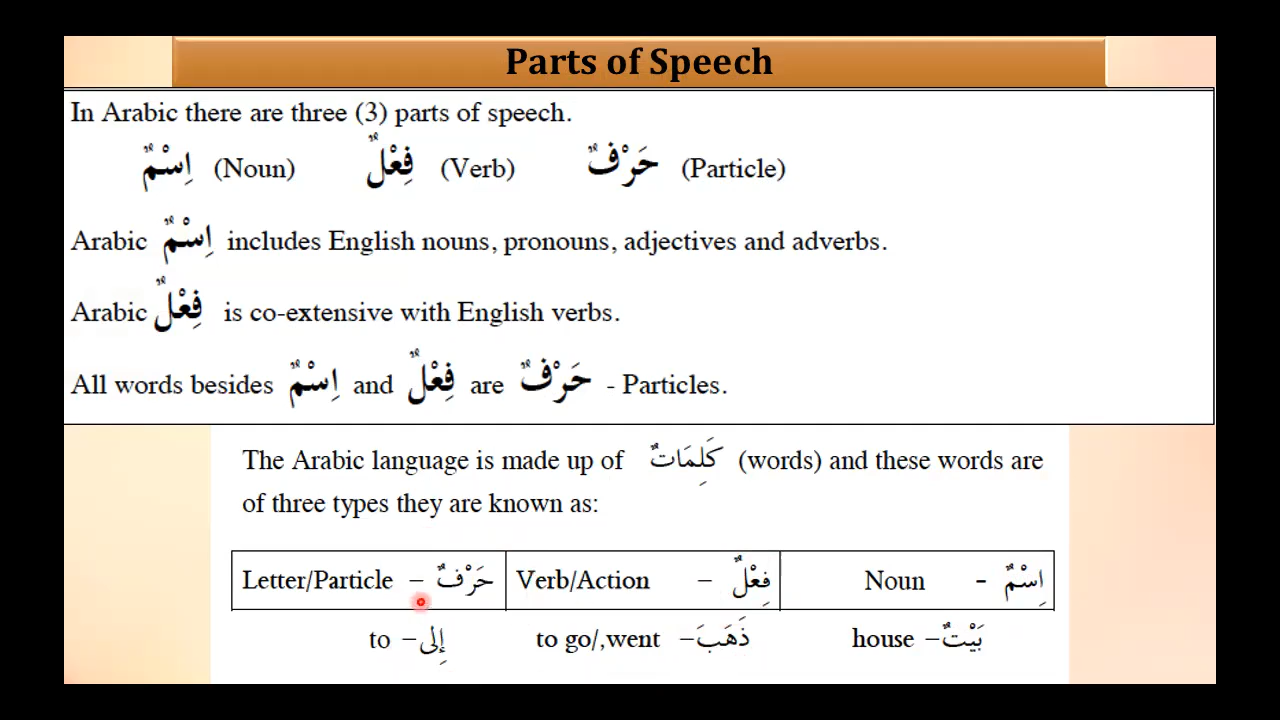 Parts of Speech
In Arabic there are three (3) parts of speech.
اِسْمٌ (Noun) فِعْلٌ (Verb) حَرْفٌ (Particle)
Arabic اِسْمٌ includes English nouns, pronouns, adjectives and adverbs.
Arabic فِعْلٌ is co-extensive with English verbs.
All words besides اِسْمٌ and فِعْلٌ are حَرْفٌ - Particles.
The Arabic language is made up of كَلِمَاتٌ (words) and these words are
of three types they are known as:
Letter/Particle – حَرْفٌ Verb/Action – فِعْلٌ Noun - اِسْمٌ
to – إِلى to go/,went – ذَهَبَ house – بَيْتٌ